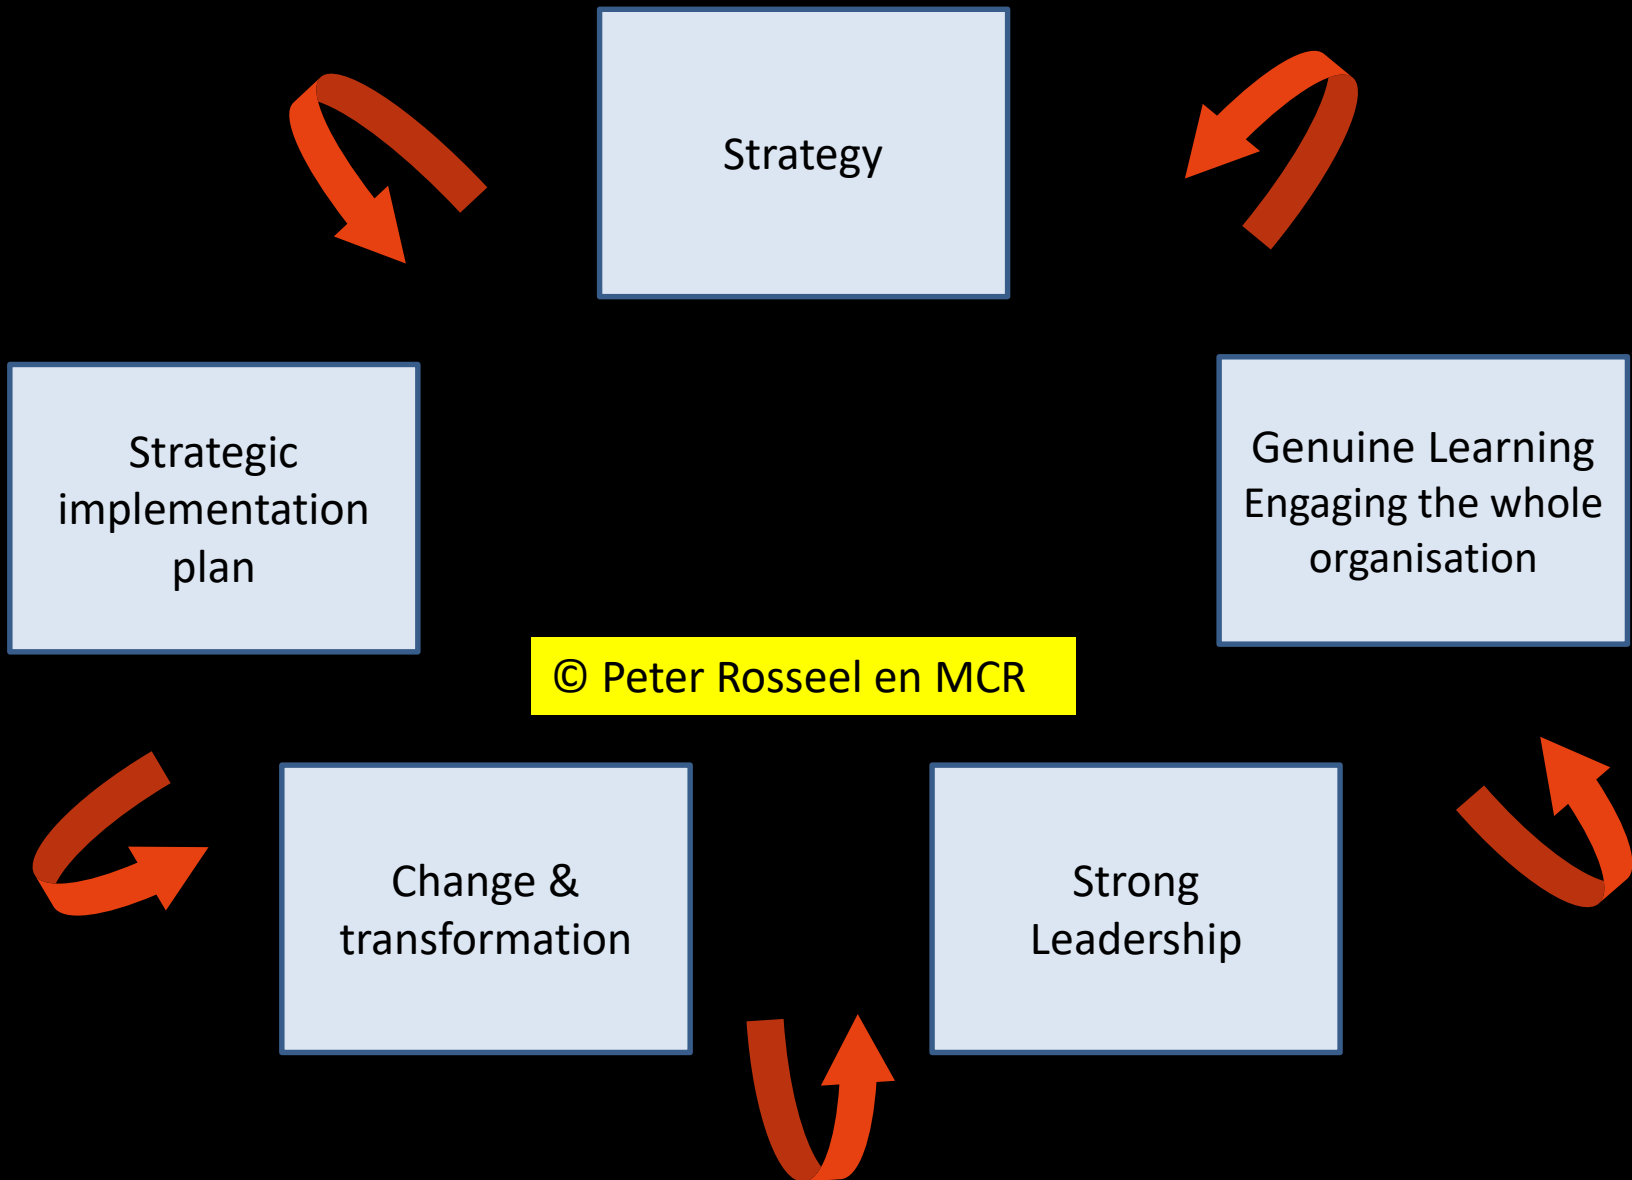 Strategy
Strategic
implementation
plan
Genuine Learning
Engaging the whole
organisation
© Peter Rosseel en MCR
Change &
transformation
Strong
Leadership